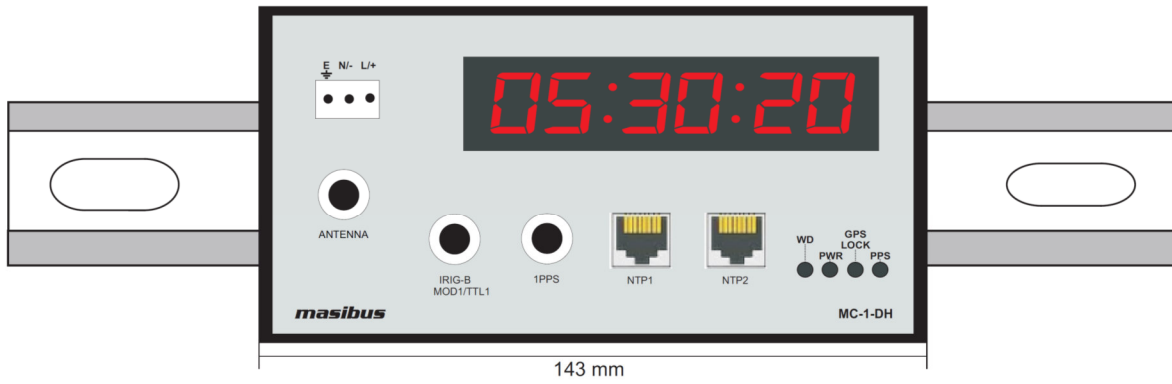 E N/- L/+
05:30:20
ANTENNA
IRIG-B
MOD1/TTL1
1PPS
NTP1
NTP2
WD
PWR
GPS
LOCK
PPS
masibus
MC-1-DH
143 mm